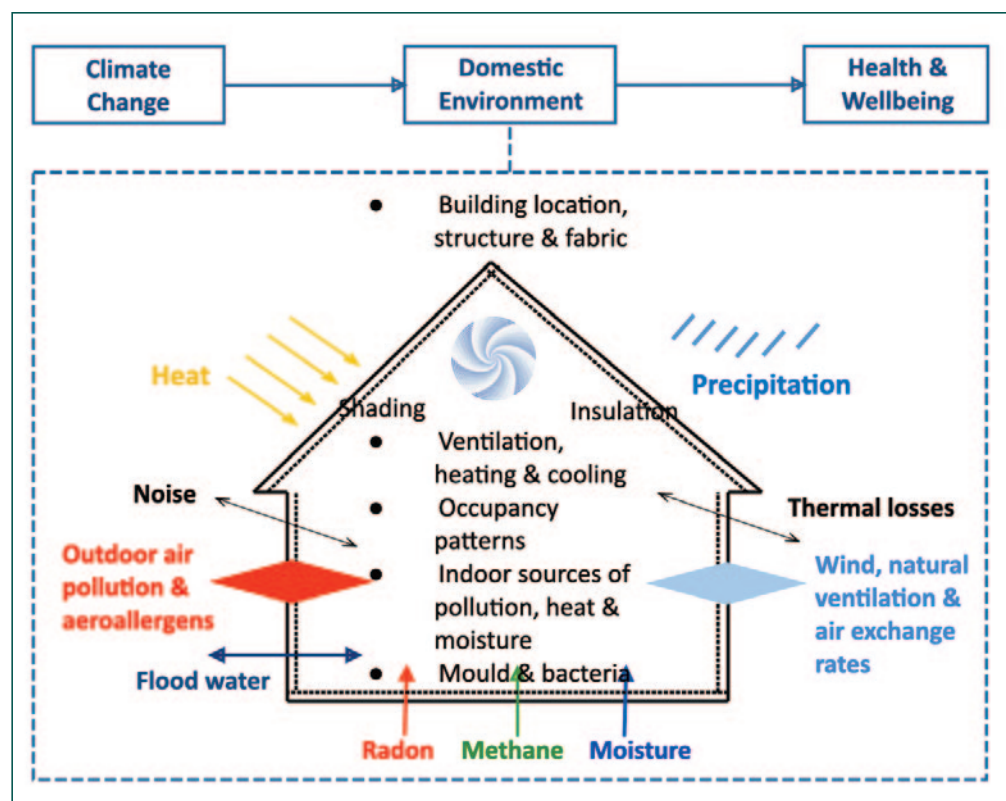 Climate
Change
Domestic
Environment
Health &
Wellbeing
• Building location,
structure & fabric
Heat
Precipitation
Shading
Insulation
• Ventilation,
heating & cooling
• Occupancy
patterns
• Indoor sources of
pollution, heat &
moisture
• Mould & bacteria
Noise
Thermal losses
Outdoor air
pollution &
aeroallergens
Wind, natural
ventilation &
air exchange
rates
Flood water
Radon
Methane
Moisture